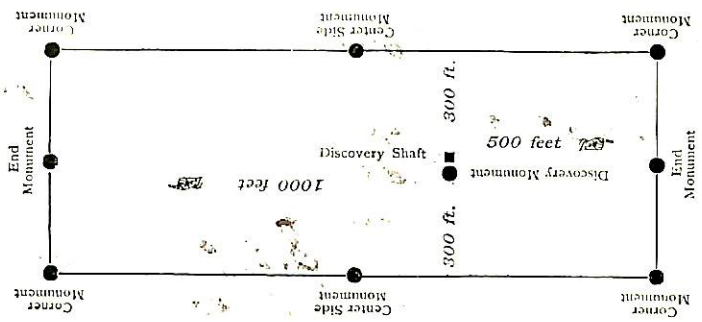 Corner
Monument
Center Side
Monument
Corner
Monument
End
Monument
300 ft.
500 feet
Discovery Shaft
Discovery Monument
1000 feet
300 ft.
End
Monument
Corner
Monument
Center Side
Monument
Corner
Monument